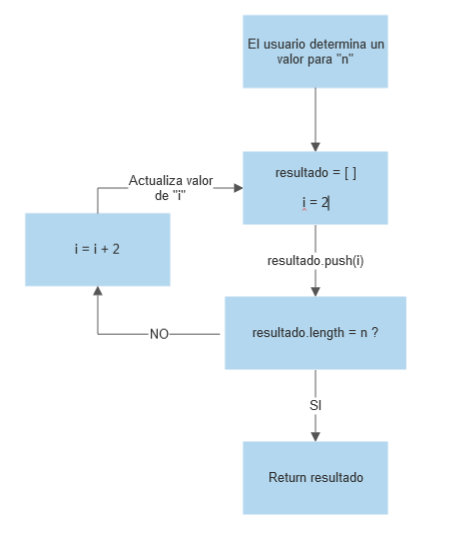 El usuario determina un
valor para "n"
resultado = [ ]
i = 2
Actualiza valor
de "i"
i = i + 2
resultado.push(i)
resultado.length = n ?
NO
SI
Return resultado